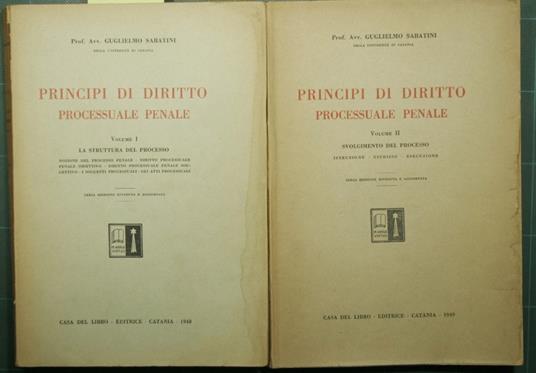 Prof. Avv. GUGLIELMO SABATINI
DELLA UNIVERSITÀ DI CATANIA
PRINCIPI DI DIRITTO
PROCESSUALE PENALE
VOLUME I
LA STRUTTURA DEL PROCESSO
NOZIONE DEL PROCESSO PENALE - DIRITTO PROCESSUALE
PENALE OBIETTIVO - DIRITTO PROCESSUALE PENALE SUB-
BIETTIVO - I SOGGETTI PROCESSUALI - GLI ATTI PROCESSUALI
TERZA EDIZIONE RIVEDUTA E AGGIORNATA
CASA DEL LIBRO - EDITRICE - CATANIA - 1948
Prof. Avv. GUGLIELMO SABATINI
DELLA UNIVERSITÀ DI CATANIA
PRINCIPI DI DIRITTO
PROCESSUALE PENALE
VOLUME II
SVOLGIMENTO DEL PROCESSO
ISTRUZIONE - GIUDIZIO - ESECUZIONE
TERZA EDIZIONE RIVEDUTA E AGGIORNATA
CASA DEL LIBRO - EDITRICE - CATANIA - 1949